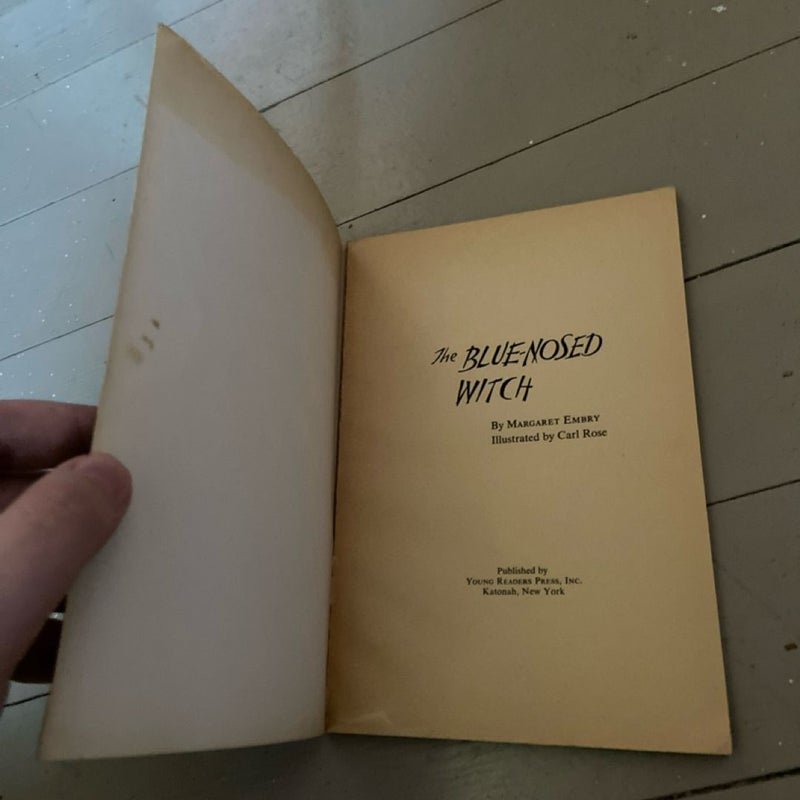 The BLUE-NOSED
WITCH
By MARGARET EMBRY
Illustrated by Carl Rose
Published by
YOUNG READERS PRESS, INC.
Katonah, New York